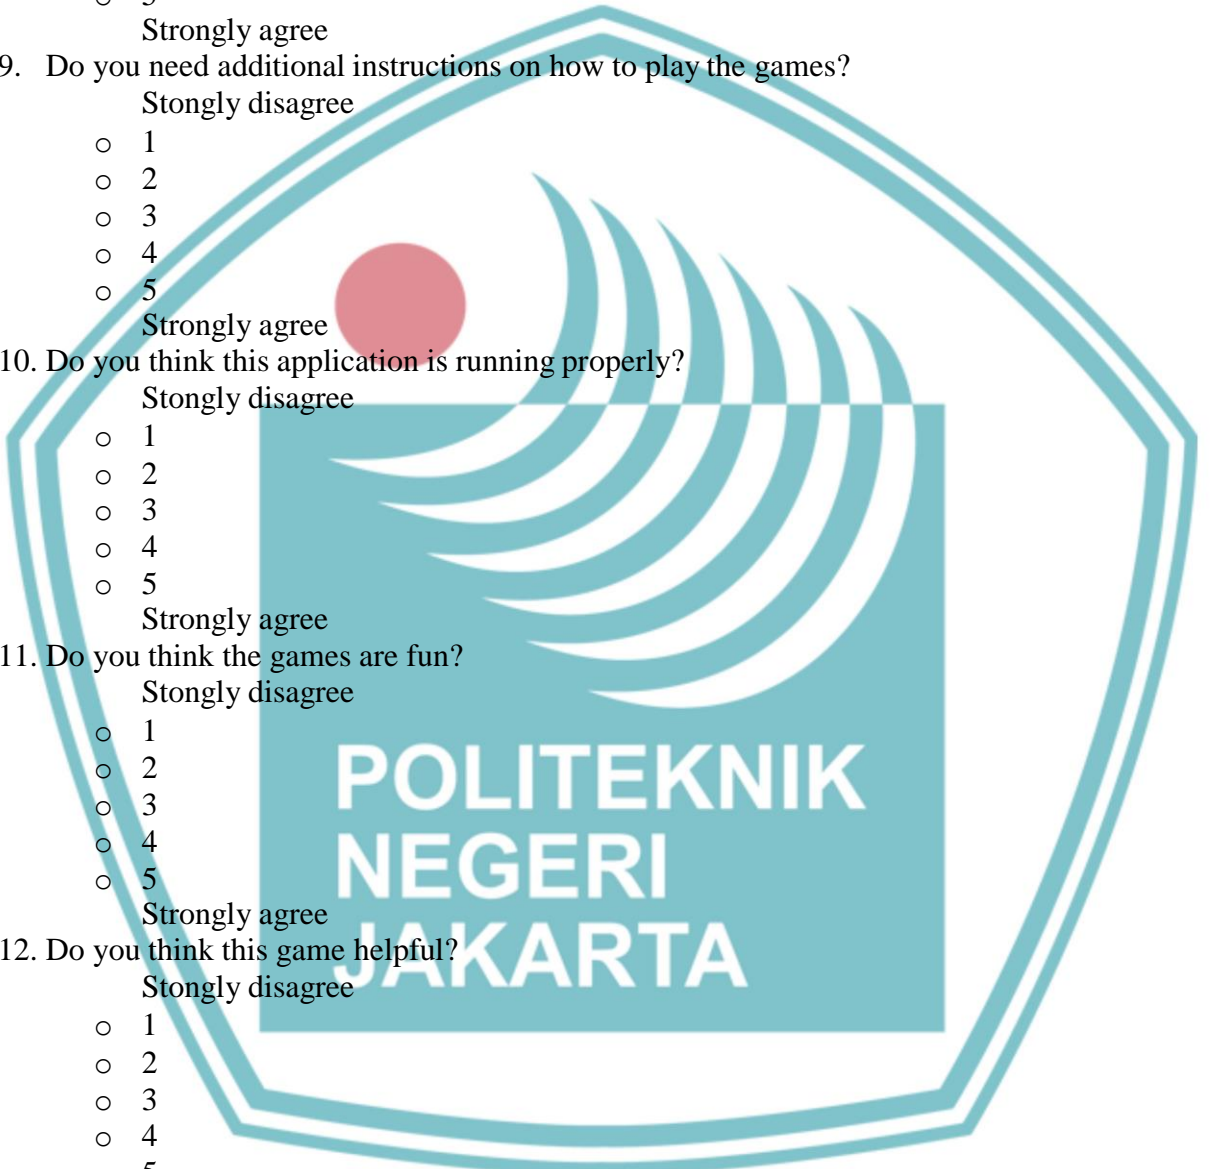 Strongly agree
9. Do you need additional instructions on how to play the games?
Stongly disagree
o 1
o 2
o 3
o 4
o 5
Strongly agree
10. Do you think this application is running properly?
Stongly disagree
o 1
o 2
o 3
o 4
o 5
Strongly agree
11. Do you think the games are fun?
Stongly disagree
o 1
o 2
o 3
o 4
o 5
Strongly agree
12. Do you think this game helpful?
Stongly disagree
o 1
o 2
o 3
o 4
POLITEKNIK
NEGERI
JAKARTA